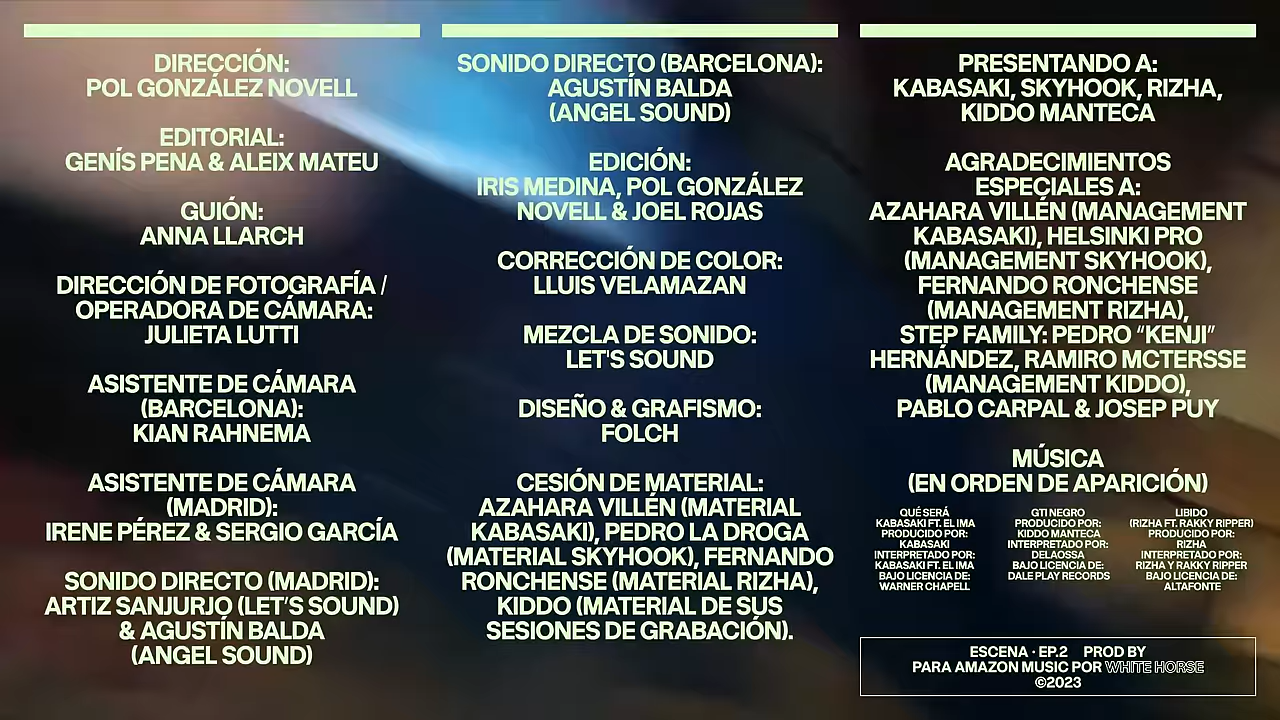 DIRECCIÓN:
POL GONZÁLEZ NOVELL
EDITORIAL:
GENÍS PENA & ALEIX MATEU
GUIÓN:
ANNA LLARCH
DIRECCIÓN DE FOTOGRAFÍA /
OPERADORA DE CÁMARA:
JULIETA LUTTI
ASISTENTE DE CÁMARA
(BARCELONA):
KIAN RAHNEMA
ASISTENTE DE CÁMARA
(MADRID):
IRENE PÉREZ & SERGIO GARCÍA
SONIDO DIRECTO (MADRID):
ARTIZ SANJURJO (LET'S SOUND)
& AGUSTÍN BALDA
(ANGEL SOUND)
SONIDO DIRECTO (BARCELONA):
AGUSTÍN BALDA
(ANGEL SOUND)
EDICIÓN:
IRIS MEDINA, POL GONZÁLEZ
NOVELL & JOEL ROJAS
CORRECCIÓN DE COLOR:
LLUIS VELAMAZAN
MEZCLA DE SONIDO:
LET'S SOUND
DISEÑO & GRAFISMO:
FOLCH
CESIÓN DE MATERIAL:
AZAHARA VILLÉN (MATERIAL
KABASAKI), PEDRO LA DROGA
(MATERIAL SKYHOOK), FERNANDO
RONCHENSE (MATERIAL RIZHA),
KIDDO (MATERIAL DE SUS
SESIONES DE GRABACIÓN).
PRESENTANDO A:
KABASAKI, SKYHOOK, RIZHA,
KIDDO MANTECA
AGRADECIMIENTOS
ESPECIALES A:
AZAHARA VILLÉN (MANAGEMENT
KABASAKI), HELSINKI PRO
(MANAGEMENT SKYHOOK),
FERNANDO RONCHENSE
(MANAGEMENT RIZHA),
STEP FAMILY: PEDRO “KENJI”
HERNÁNDEZ, RAMIRO MCTERSSE
(MANAGEMENT KIDDO),
PABLO CARPAL & JOSEP PUY
MÚSICA
(EN ORDEN DE APARICIÓN)
QUÉ SERÁ
KABASAKI FT. EL IMA
PRODUCIDO POR:
KABASAKI
INTERPRETADO POR:
KABASAKI FT. EL IMA
BAJO LICENCIA DE:
WARNER CHAPELL
GTI NEGRO
PRODUCIDO POR:
KIDDO MANTECA
INTERPRETADO POR:
DELAOSSA
BAJO LICENCIA DE:
DALE PLAY RECORDS
LIBIDO
(RIZHA FT. RAKKY RIPPER)
PRODUCIDO POR:
RIZHA
INTERPRETADO POR:
RIZHA Y RAKKY RIPPER
BAJO LICENCIA DE:
ALTAFONTE
ESCENA · EP.2 PROD BY
PARA AMAZON MUSIC POR WHITE HORSE
©2023